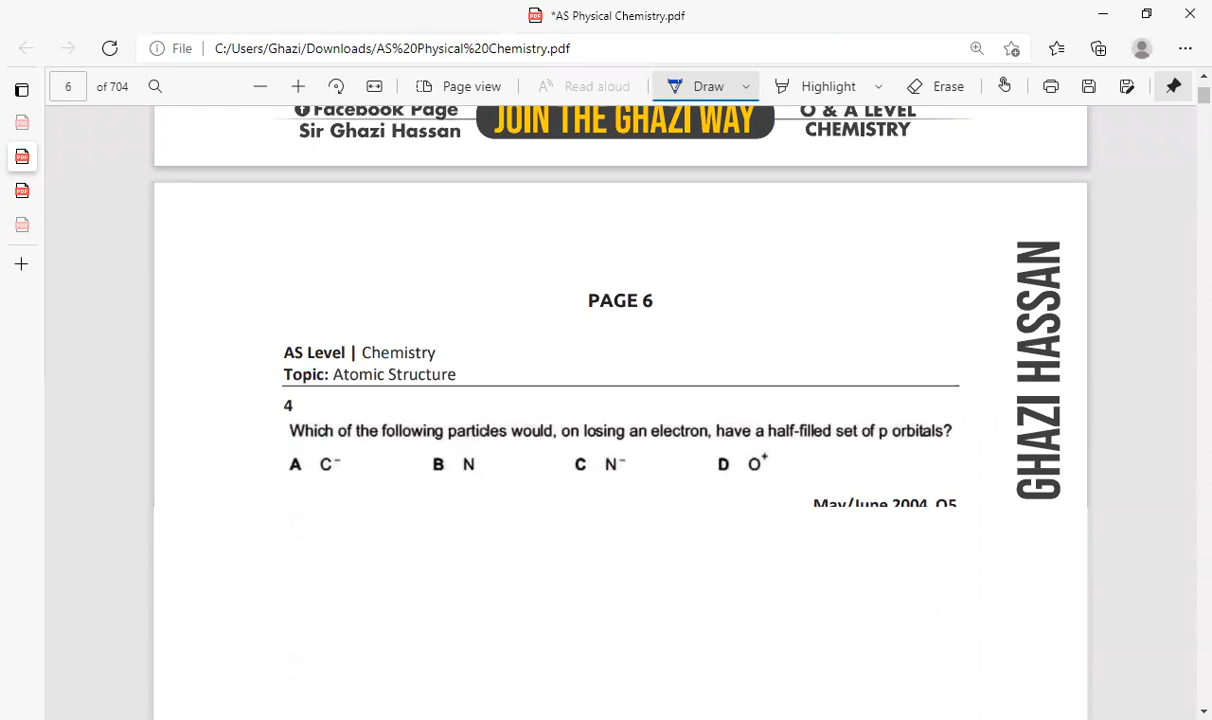 *AS Physical Chemistry.pdf
File C:/Users/Ghazi/Downloads/AS%20Physical%20Chemistry.pdf
6 of 704 Page view Read aloud Draw Highlight Erase
Facebook Page
Sir Ghazi Hassan
JOIN THE GHAZI WAY
O & A LEVEL
CHEMISTRY
GHAZI HASSAN
PAGE 6
AS Level | Chemistry
Topic: Atomic Structure
4
Which of the following particles would, on losing an electron, have a half-filled set of p orbitals?
A C⁻ B N C N⁻ D O⁺
May/June 2004 Q5